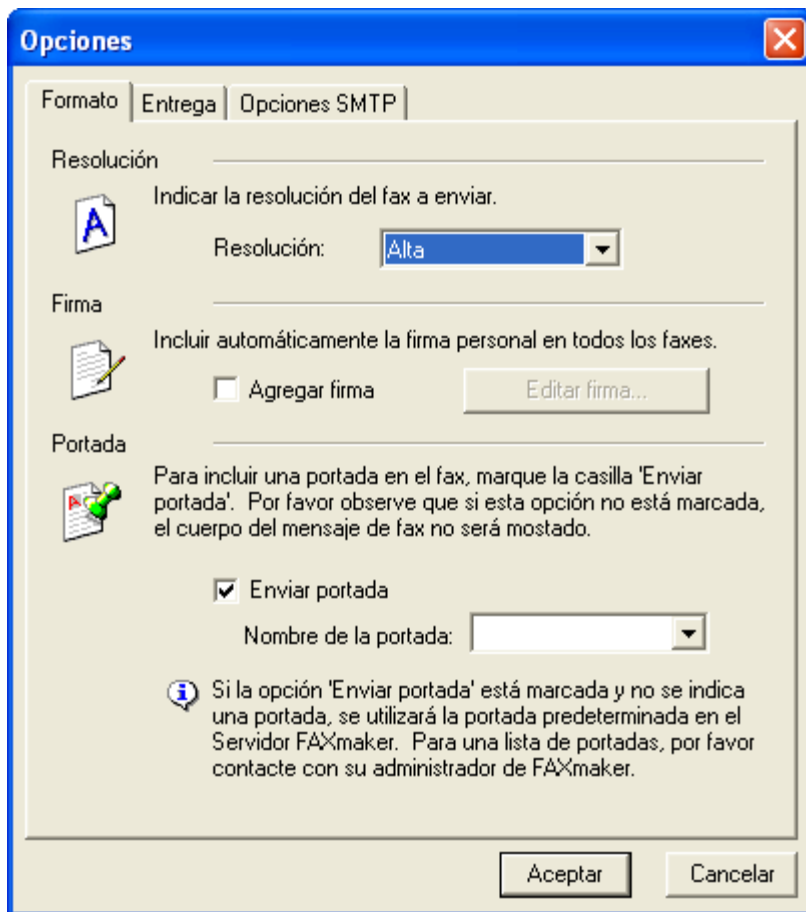 Opciones
Formato Entrega Opciones SMTP
Resolución
Indicar la resolución del fax a enviar.
Resolución: Alta
Firma
Incluir automáticamente la firma personal en todos los faxes.
Agregar firma Editar firma...
Portada
Para incluir una portada en el fax, marque la casilla 'Enviar
portada'. Por favor observe que si esta opción no está marcada,
el cuerpo del mensaje de fax no será mostado.
Enviar portada
Nombre de la portada:
Si la opción 'Enviar portada' está marcada y no se indica
una portada, se utilizará la portada predeterminada en el
Servidor FAXmaker. Para una lista de portadas, por favor
contacte con su administrador de FAXmaker.
Aceptar Cancelar